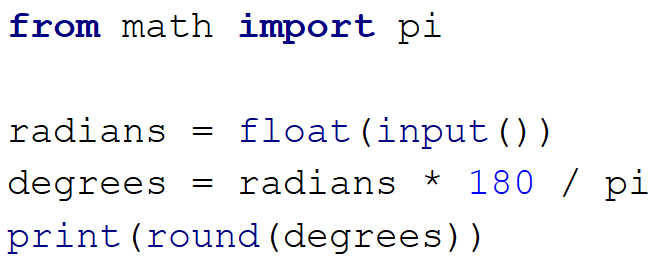 from math import pi
radians = float(input())
degrees = radians * 180 / pi
print(round(degrees))